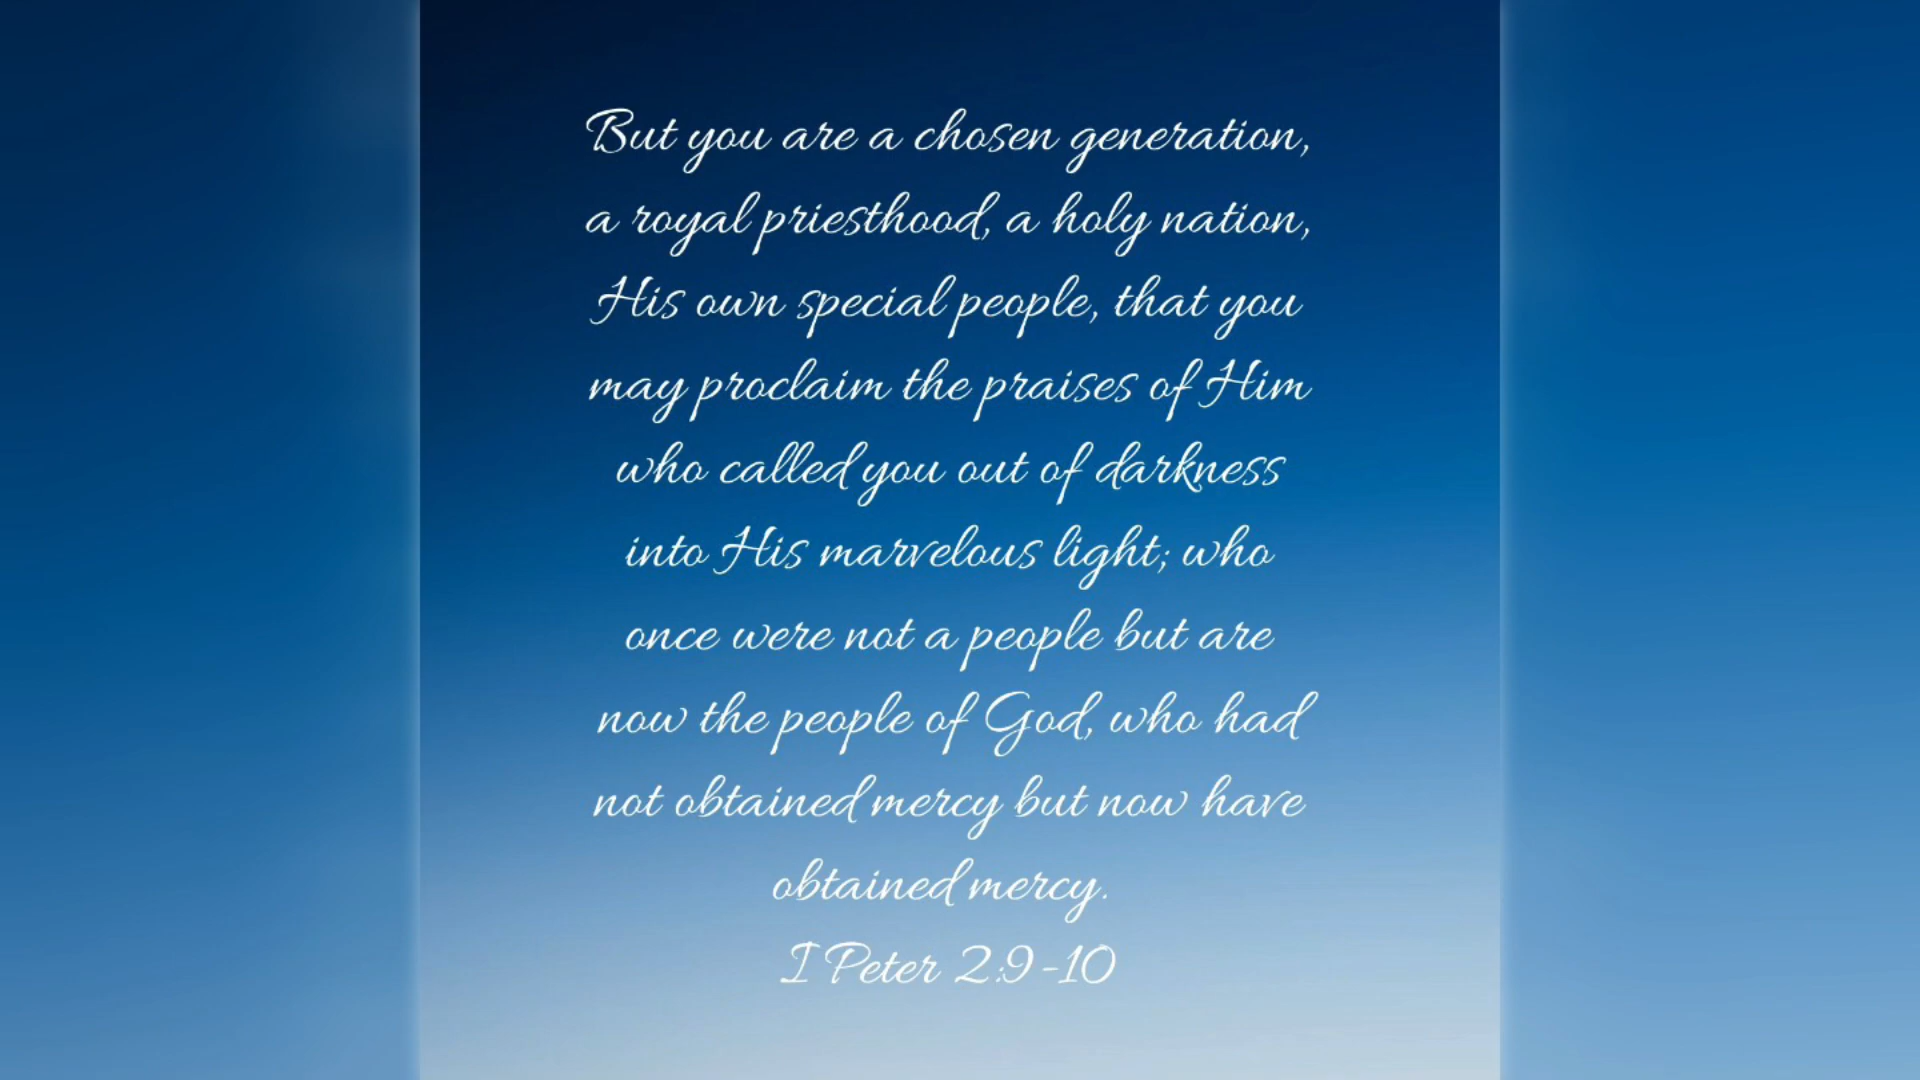 But you are a chosen generation,
a royal priesthood, a holy nation,
His own special people, that you
may proclaim the praises of Him
who called you out of darkness
into His marvelous light; who
once were not a people but are
now the people of God, who had
not obtained mercy but now have
obtained mercy.
I Peter 2:9-10